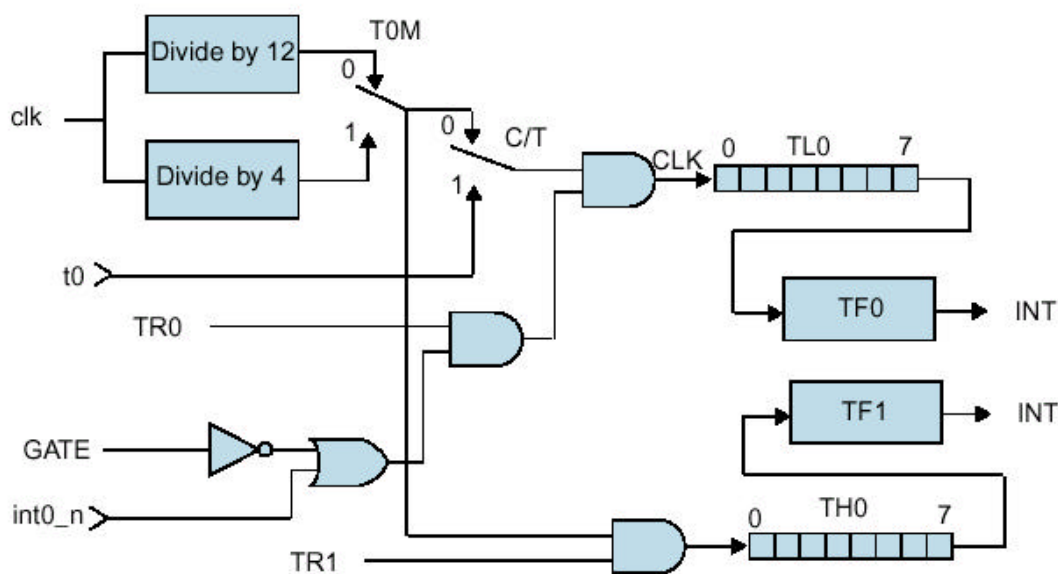 T0M
Divide by 12
0
clk
1
0
C/T
Divide by 4
1
CLK
0 TL0 7
t0
TR0
TF0
INT
TF1
INT
GATE
int0_n
0 TH0 7
TR1